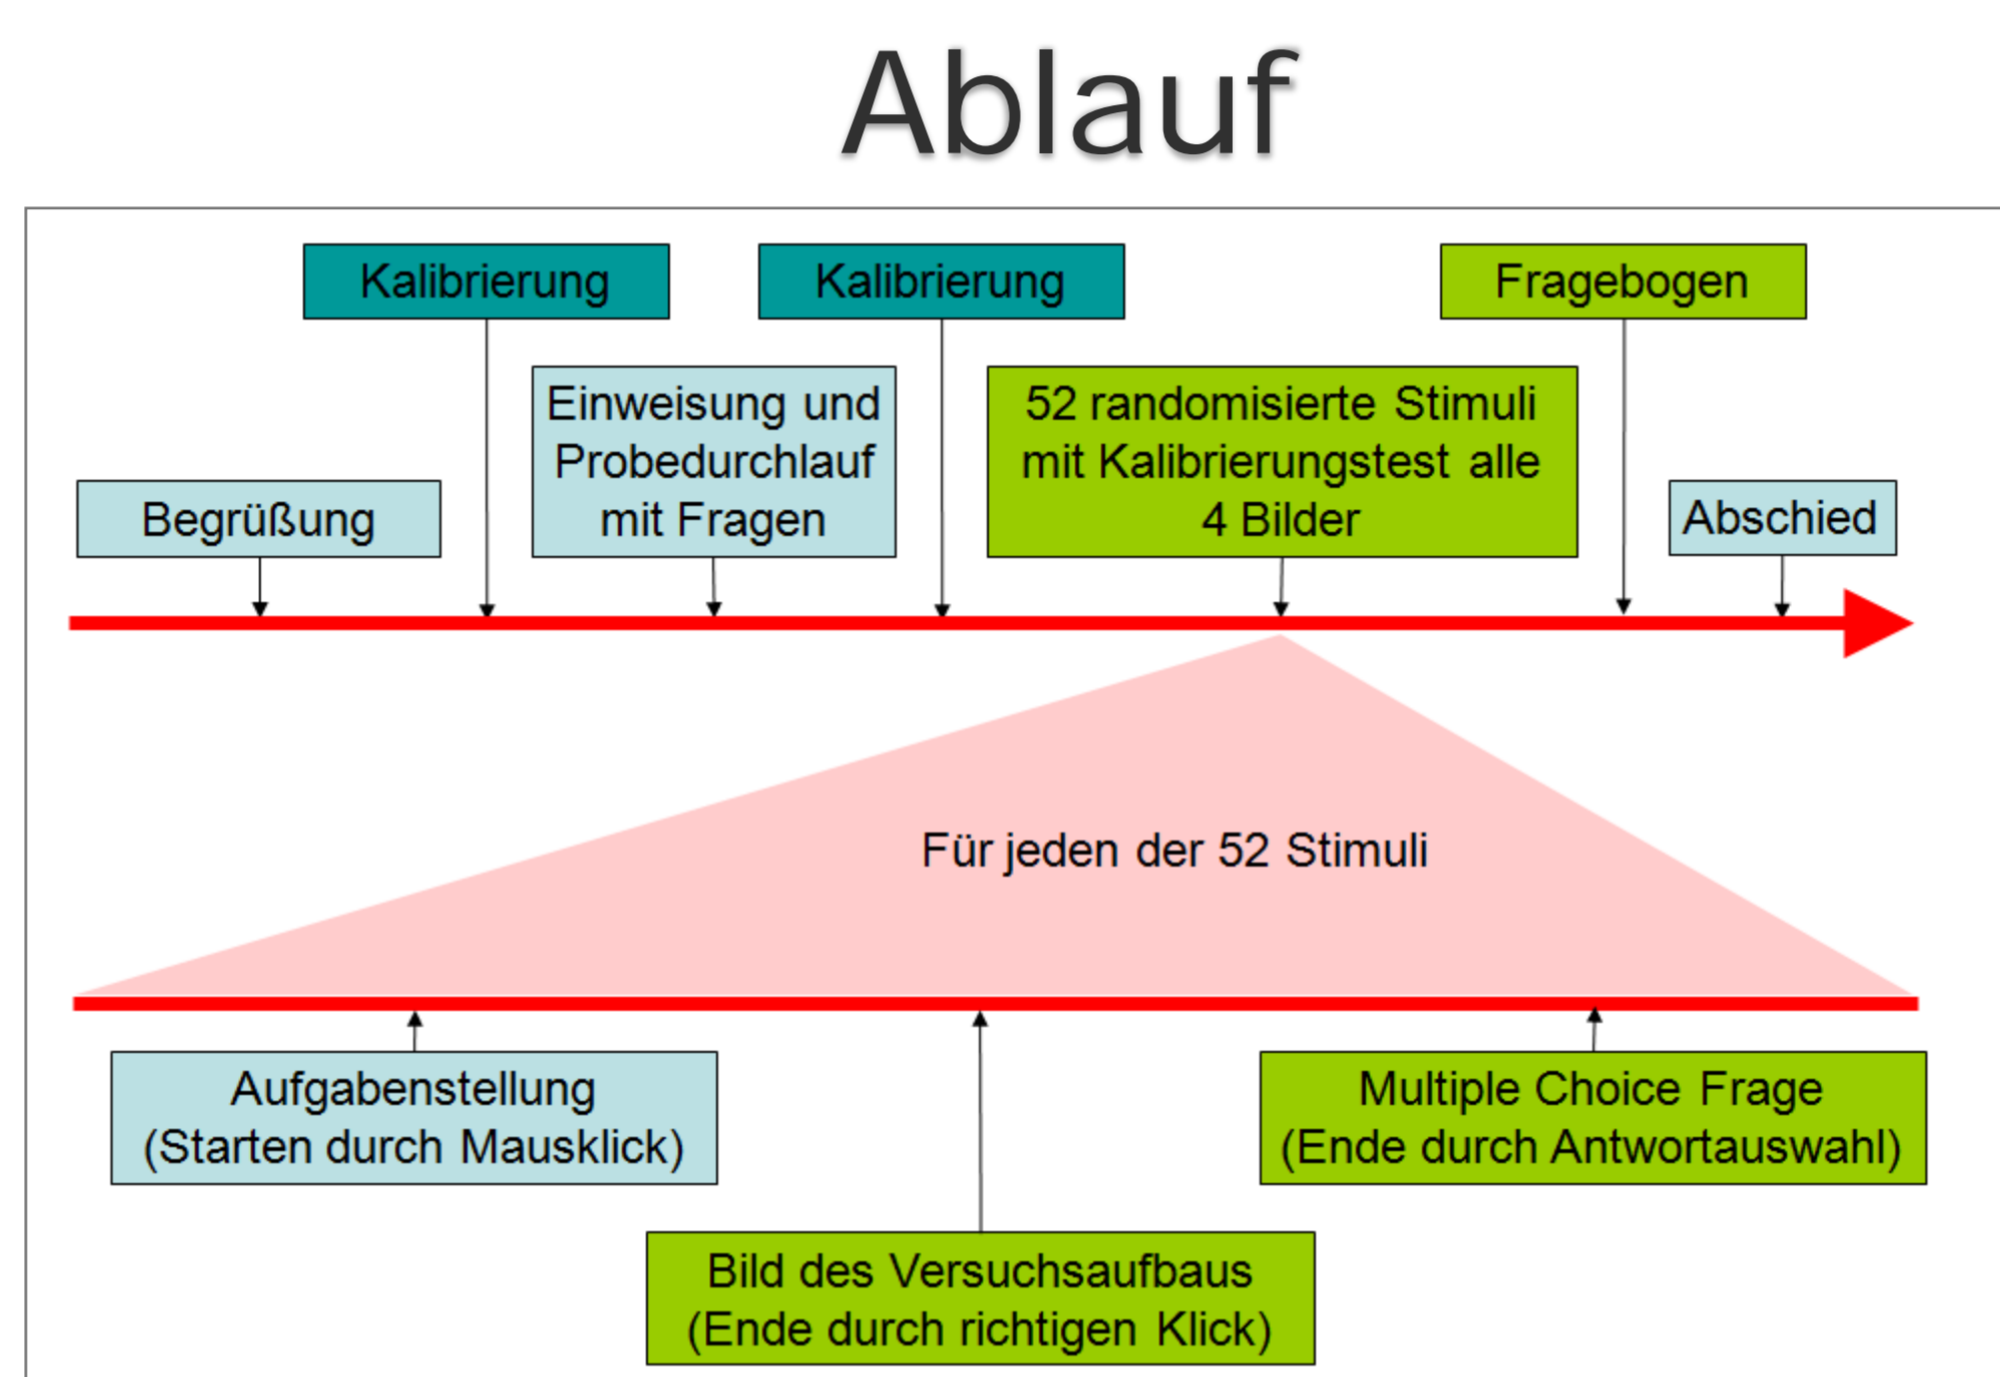 Ablauf
Kalibrierung
Kalibrierung
Fragebogen
Einweisung und
Probedurchlauf
mit Fragen
52 randomisierte Stimuli
mit Kalibrierungstest alle
4 Bilder
Begrüßung
Abschied
Für jeden der 52 Stimuli
Aufgabenstellung
(Starten durch Mausklick)
Multiple Choice Frage
(Ende durch Antwortauswahl)
Bild des Versuchsaufbaus
(Ende durch richtigen Klick)